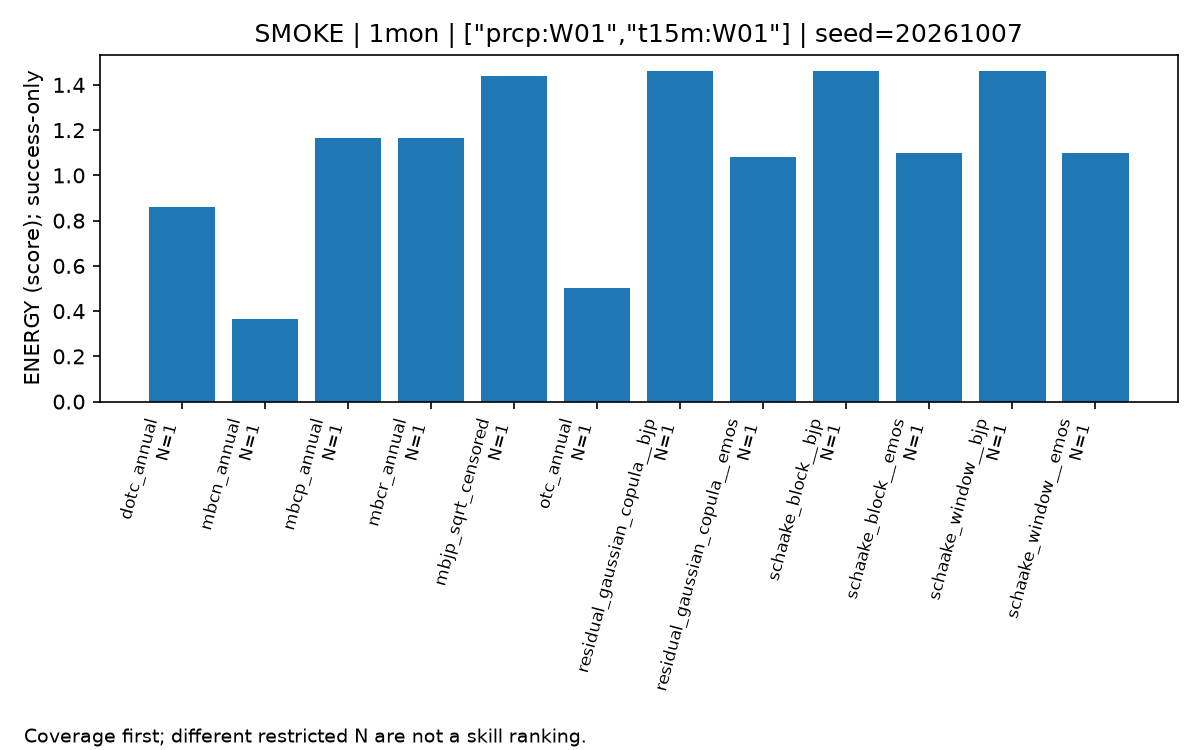 SMOKE | 1mon | ["prcp:W01","t15m:W01"] | seed=20261007
ENERGY (score); success-only
1.4
1.2
1.0
0.8
0.6
0.4
0.2
0.0
dotc_annual
N=1
mbcn_annual
N=1
mbcp_annual
N=1
mbcr_annual
N=1
mbjp_sqrt_censored
N=1
otc_annual
N=1
residual_gaussian_copula__bjp
N=1
residual_gaussian_copula__emos
N=1
schaake_block__bjp
N=1
schaake_block__emos
N=1
schaake_window__bjp
N=1
schaake_window__emos
N=1
Coverage first; different restricted N are not a skill ranking.